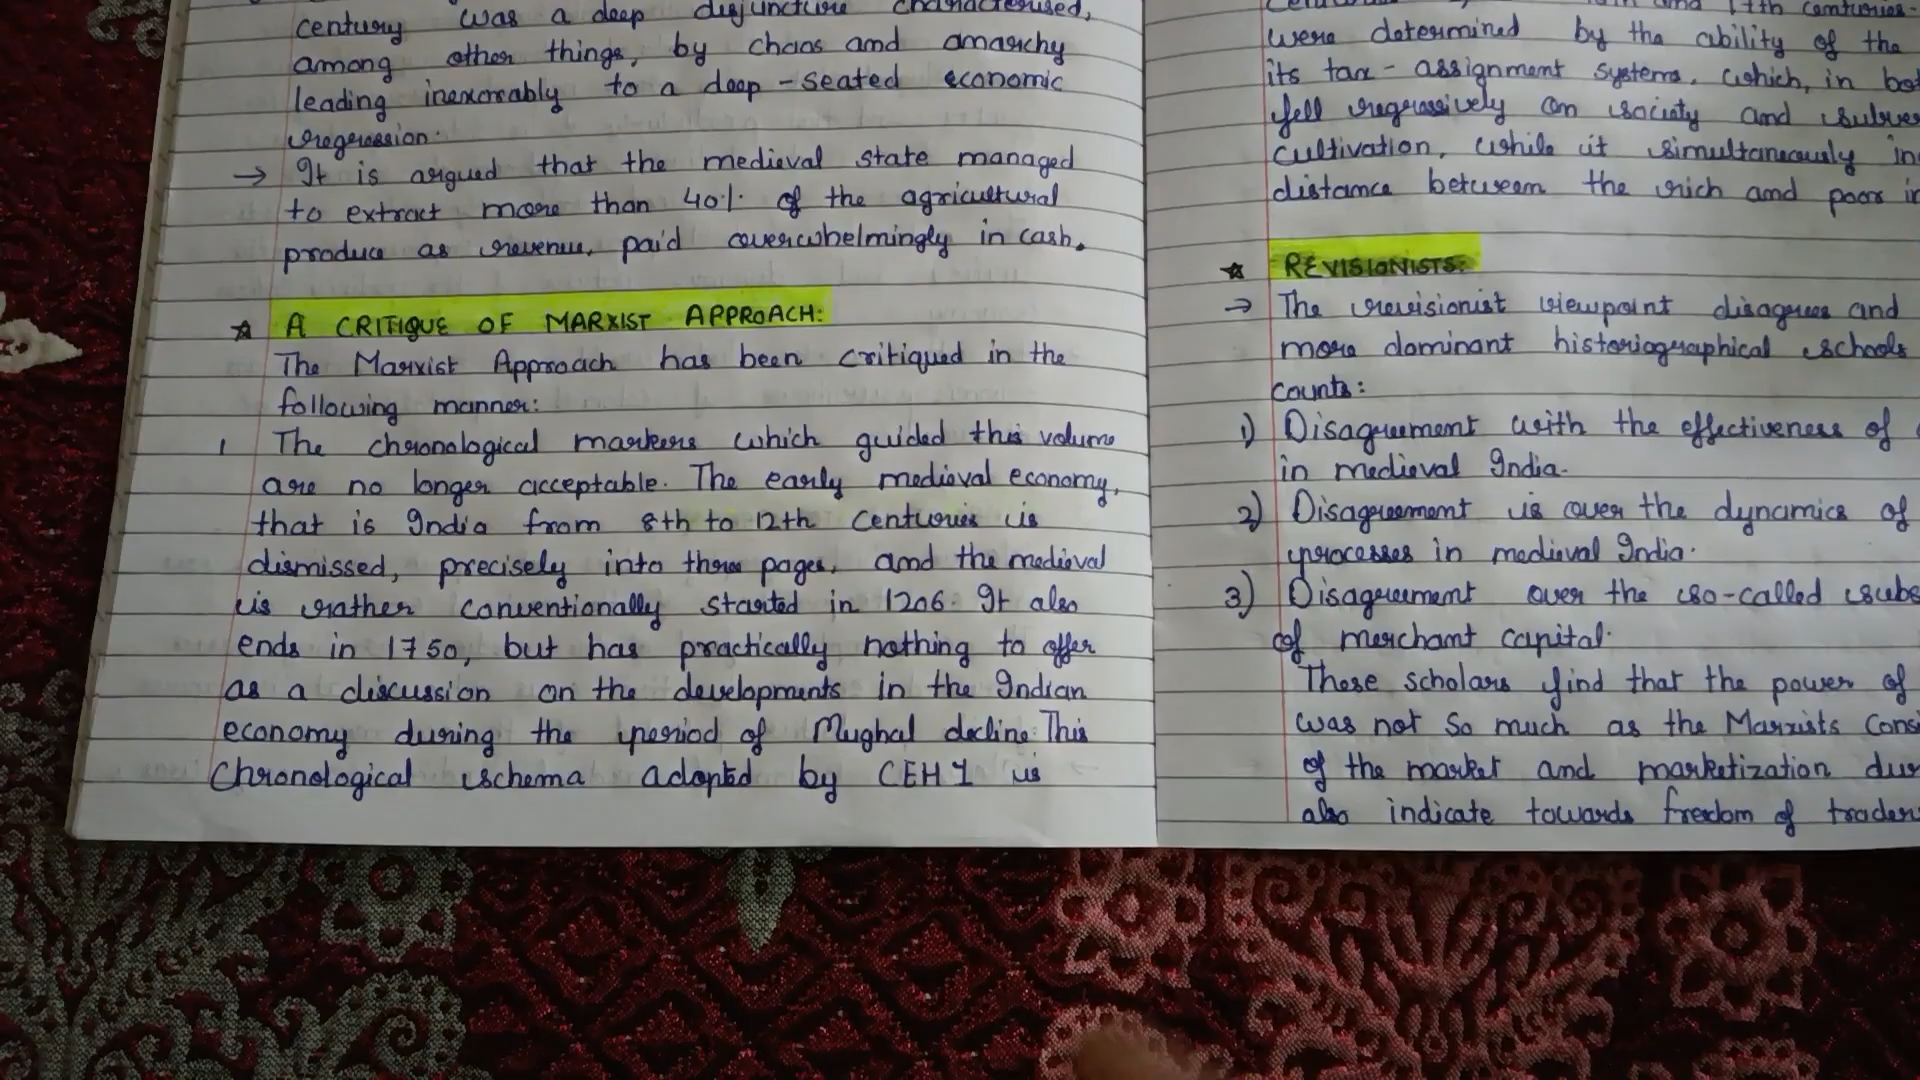 century was a deep disjuncture characterised,
among other things, by chaos and anarchy
leading inexorably to a deep-seated economic
regression.
→ It is argued that the medieval state managed
to extract more than 40% of the agricultural
produce as revenue, paid overwhelmingly in cash.
☆ A CRITIQUE OF MARXIST APPROACH:
The Marxist Approach has been critiqued in the
following manner:
1 The chronological markers which guided this volume
are no longer acceptable. The early medieval economy,
that is India from 8th to 12th Centuries is
dismissed, precisely into three pages, and the medieval
is rather conventionally started in 1206. It also
ends in 1750, but has practically nothing to offer
as a discussion on the developments in the Indian
economy during the period of Mughal decline. This
Chronological schema adopted by CEHI is
and 17th centuries.
were determined by the ability of the
its tax-assignment systems, which, in
fell regressively on society and
cultivation, while it simultaneously
distance between the rich and poor
☆ REVISIONISTS:
→ The revisionist viewpoint disagrees and
more dominant historiographical schools
counts:
1) Disagreement with the effectiveness of
in medieval India.
2) Disagreement is over the dynamics of
processes in medieval India.
3) Disagreement over the so-called
of merchant capital.
These scholars find that the power of
was not so much as the Marxists
of the market and marketization
also indicate towards freedom of